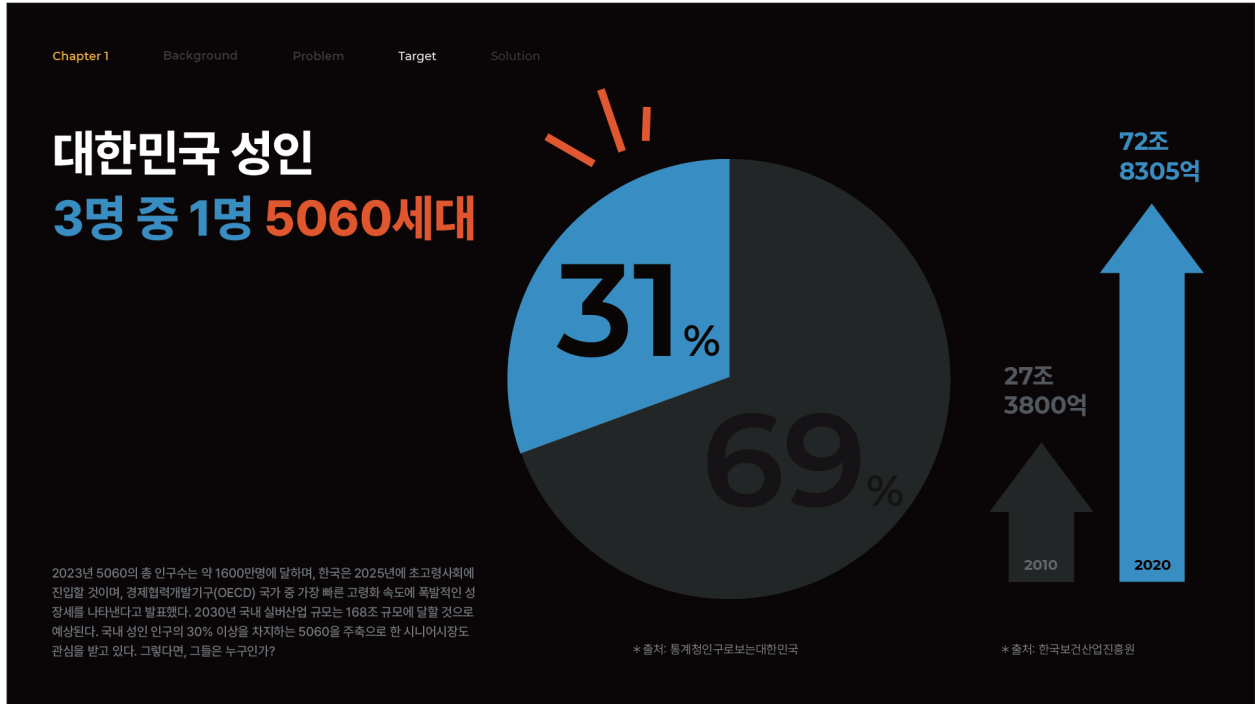 Chapter 1 Background Problem Target Solution
대한민국 성인
3명 중 1명 5060세대
31%
69%
72조
8305억
27조
3800억
2010
2020
2023년 5060의 총 인구수는 약 1600만명에 달하며, 한국은 2025년에 초고령사회에
진입할 것이며, 경제협력개발기구(OECD) 국가 중 가장 빠른 고령화 속도에 폭발적인 성
장세를 나타낸다고 발표했다. 2030년 국내 실버산업 규모는 168조 규모에 달할 것으로
예상된다. 국내 성인 인구의 30% 이상을 차지하는 5060을 주축으로 한 시니어시장도
관심을 받고 있다. 그렇다면, 그들은 누구인가?
*출처: 통계청인구로보는대한민국
*출처: 한국보건산업진흥원